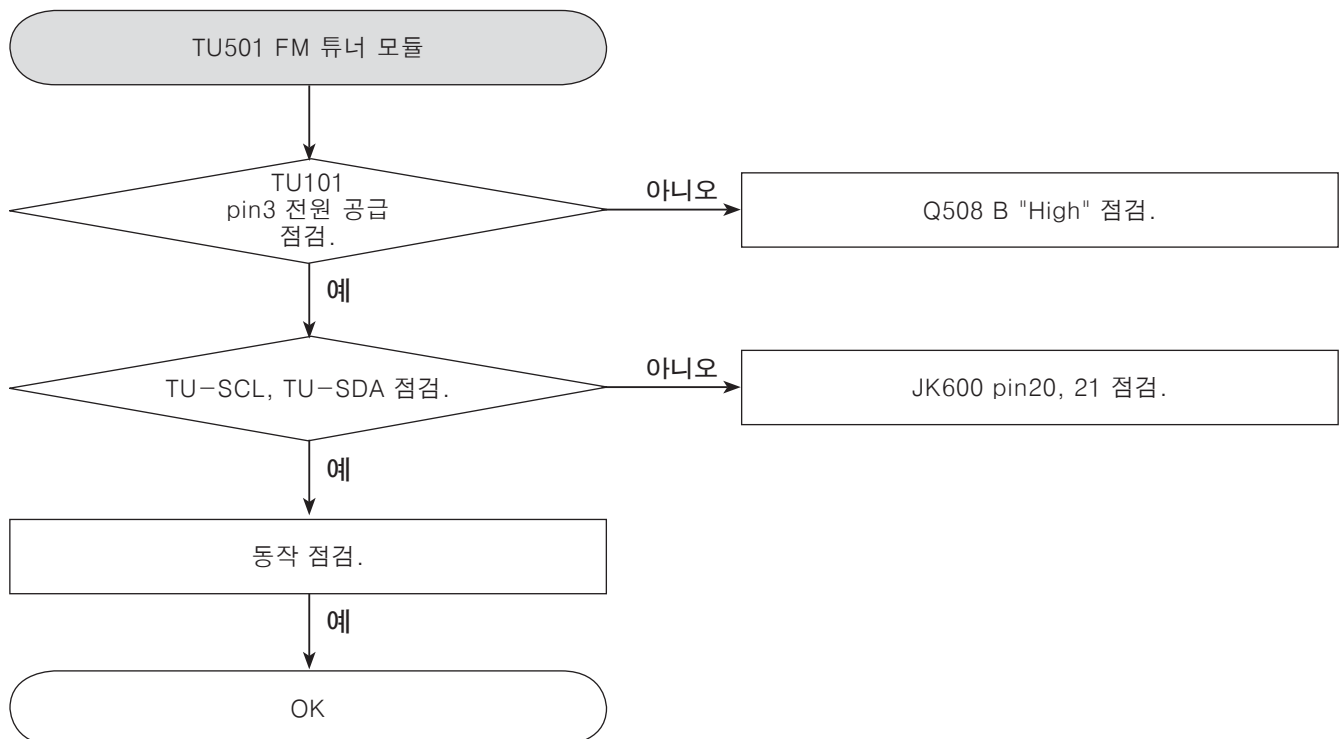 TU501 FM 튜너 모듈
TU101
pin3 전원 공급
점검.
아니오
Q508 B "High" 점검.
예
TU-SCL, TU-SDA 점검.
아니오
JK600 pin20, 21 점검.
예
동작 점검.
예
OK